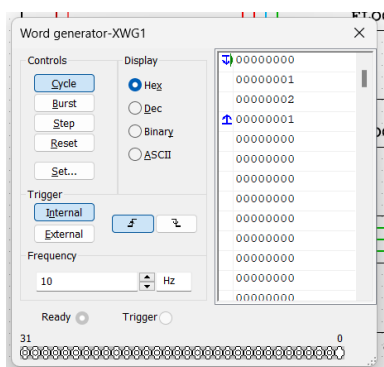 Word generator-XWG1
Controls
Cycle
Burst
Step
Reset
Set...
Display
Hex
Dec
Binary
ASCII
Trigger
Internal
External
Frequency
10
Hz
Ready
Trigger
31
0
00000000
00000001
00000002
00000001
00000000
00000000
00000000
00000000
00000000
00000000
00000000
00000000
00000000